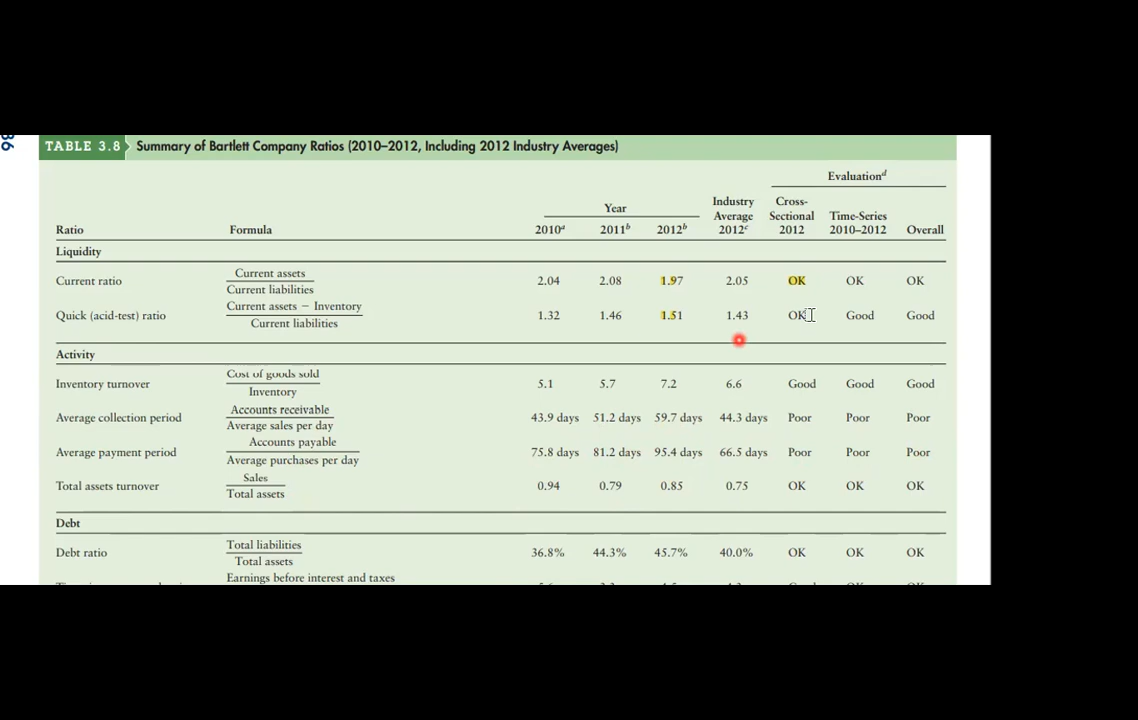 36
TABLE 3.8 Summary of Bartlett Company Ratios (2010–2012, Including 2012 Industry Averages)
Evaluationd
Year
Industry Average 2012c
Cross-Sectional 2012
Time-Series 2010–2012
Ratio Formula 2010a 2011b 2012b Overall
Liquidity
Current ratio Current assets / Current liabilities 2.04 2.08 1.97 2.05 OK OK OK
Quick (acid-test) ratio Current assets − Inventory / Current liabilities 1.32 1.46 1.51 1.43 OK Good Good
Activity
Inventory turnover Cost of goods sold / Inventory 5.1 5.7 7.2 6.6 Good Good Good
Average collection period Accounts receivable / Average sales per day 43.9 days 51.2 days 59.7 days 44.3 days Poor Poor Poor
Average payment period Accounts payable / Average purchases per day 75.8 days 81.2 days 95.4 days 66.5 days Poor Poor Poor
Total assets turnover Sales / Total assets 0.94 0.79 0.85 0.75 OK OK OK
Debt
Debt ratio Total liabilities / Total assets 36.8% 44.3% 45.7% 40.0% OK OK OK
Earnings before interest and taxes